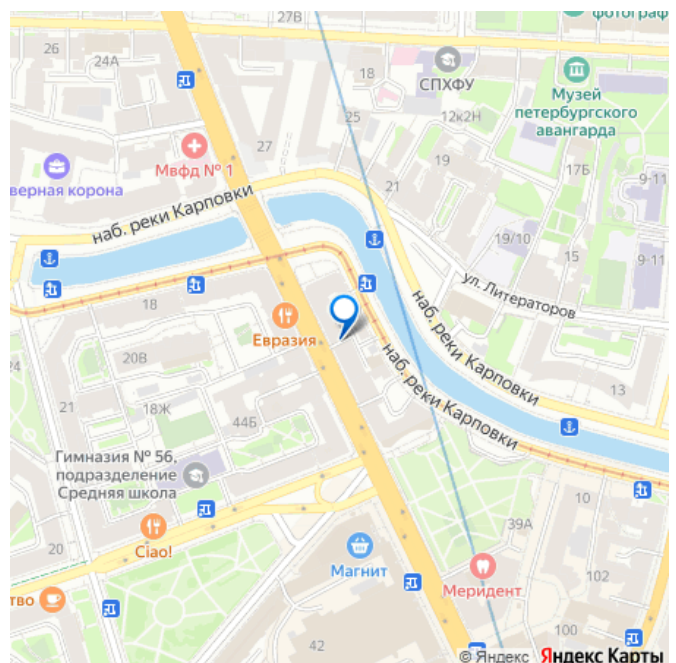 27В
фотограф
26
24А
18
СПХФУ
Музей
петербургского
авангарда
25
12к2Н
27
Мвфд № 1
19
17Б
9-11
верная корона
21
наб. реки Карповки
19/10
15
9-11
ул. Литераторов
18
наб. реки Карповки
Евразия
20В
24
наб. реки Карповки
13
21
18Ж
44Б
Гимназия № 56,
подразделение
Средняя школа
10
39А
20
Ciao!
Магнит
Меридент
102
тво
100
42
© Яндекс Яндекс Карты